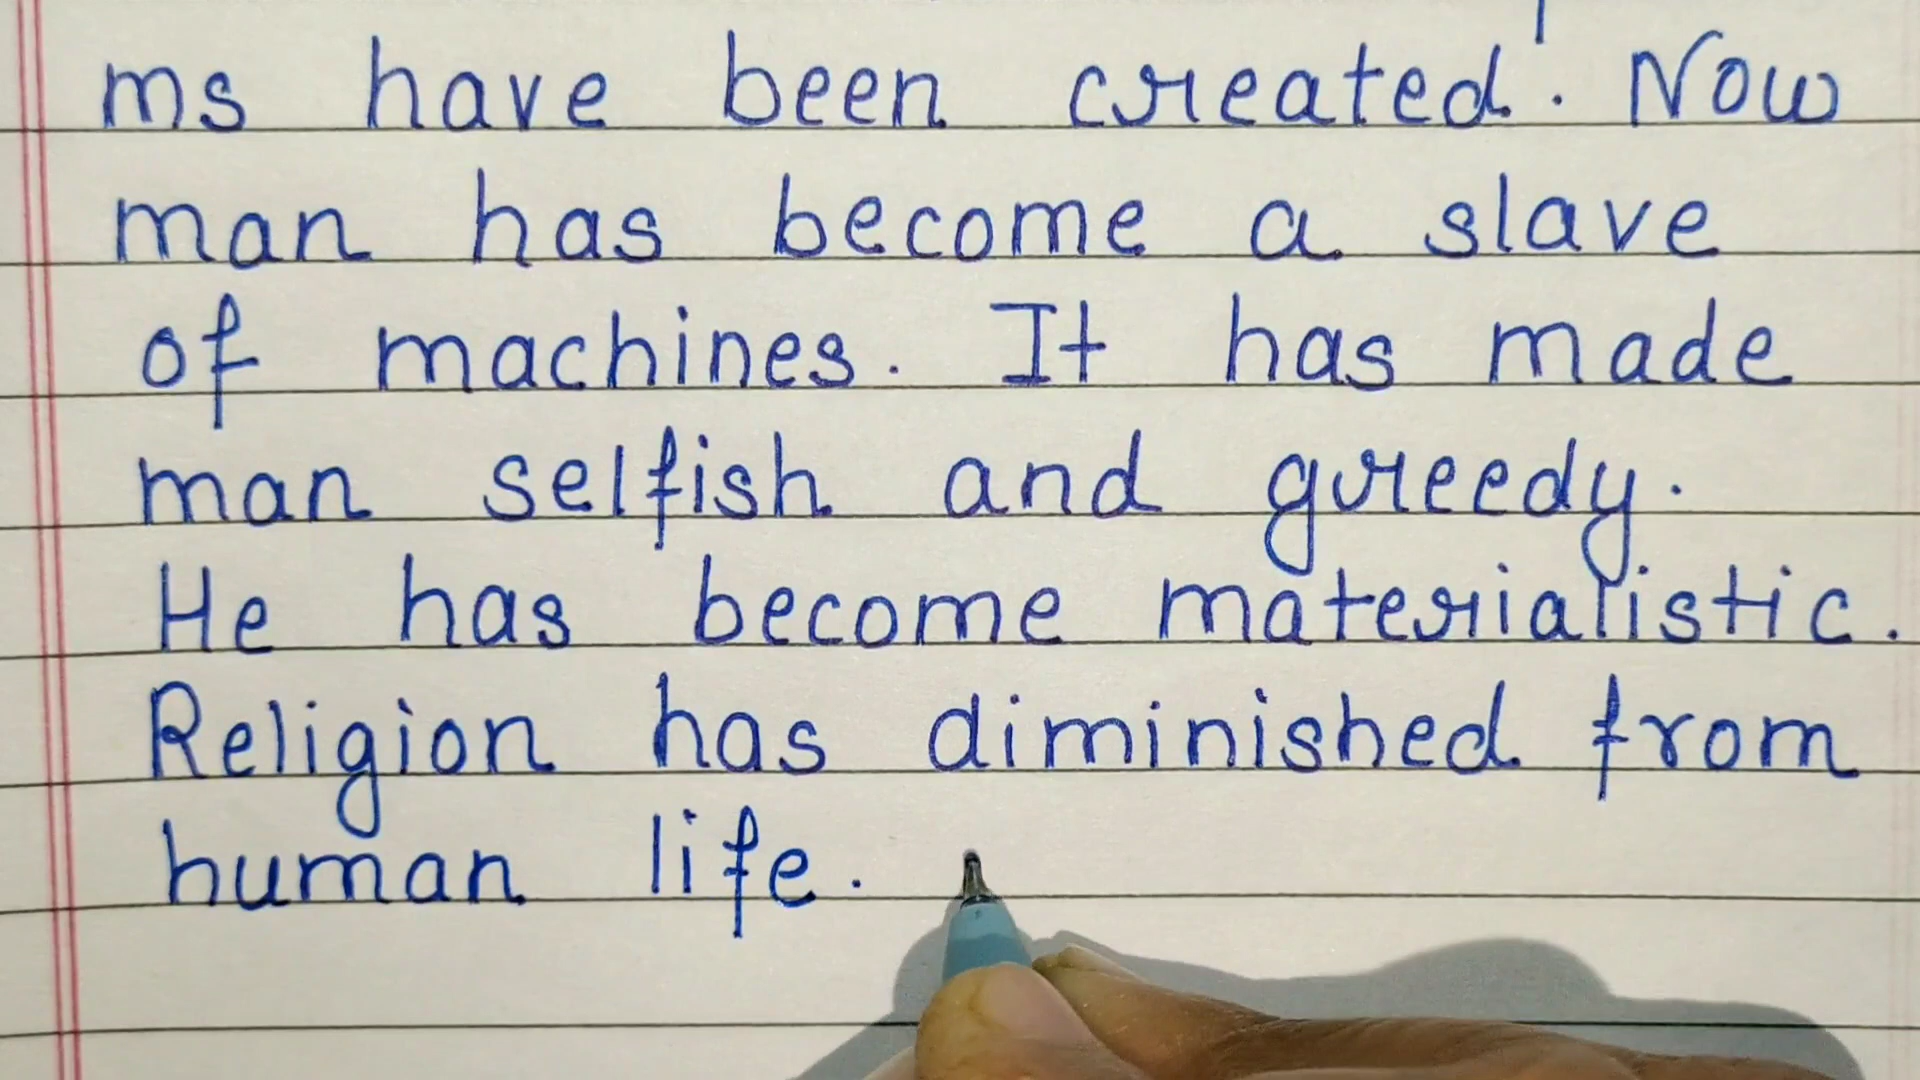 ms have been created. Now
man has become a slave
of machines. It has made
man selfish and greedy.
He has become materialistic.
Religion has diminished from
human life.